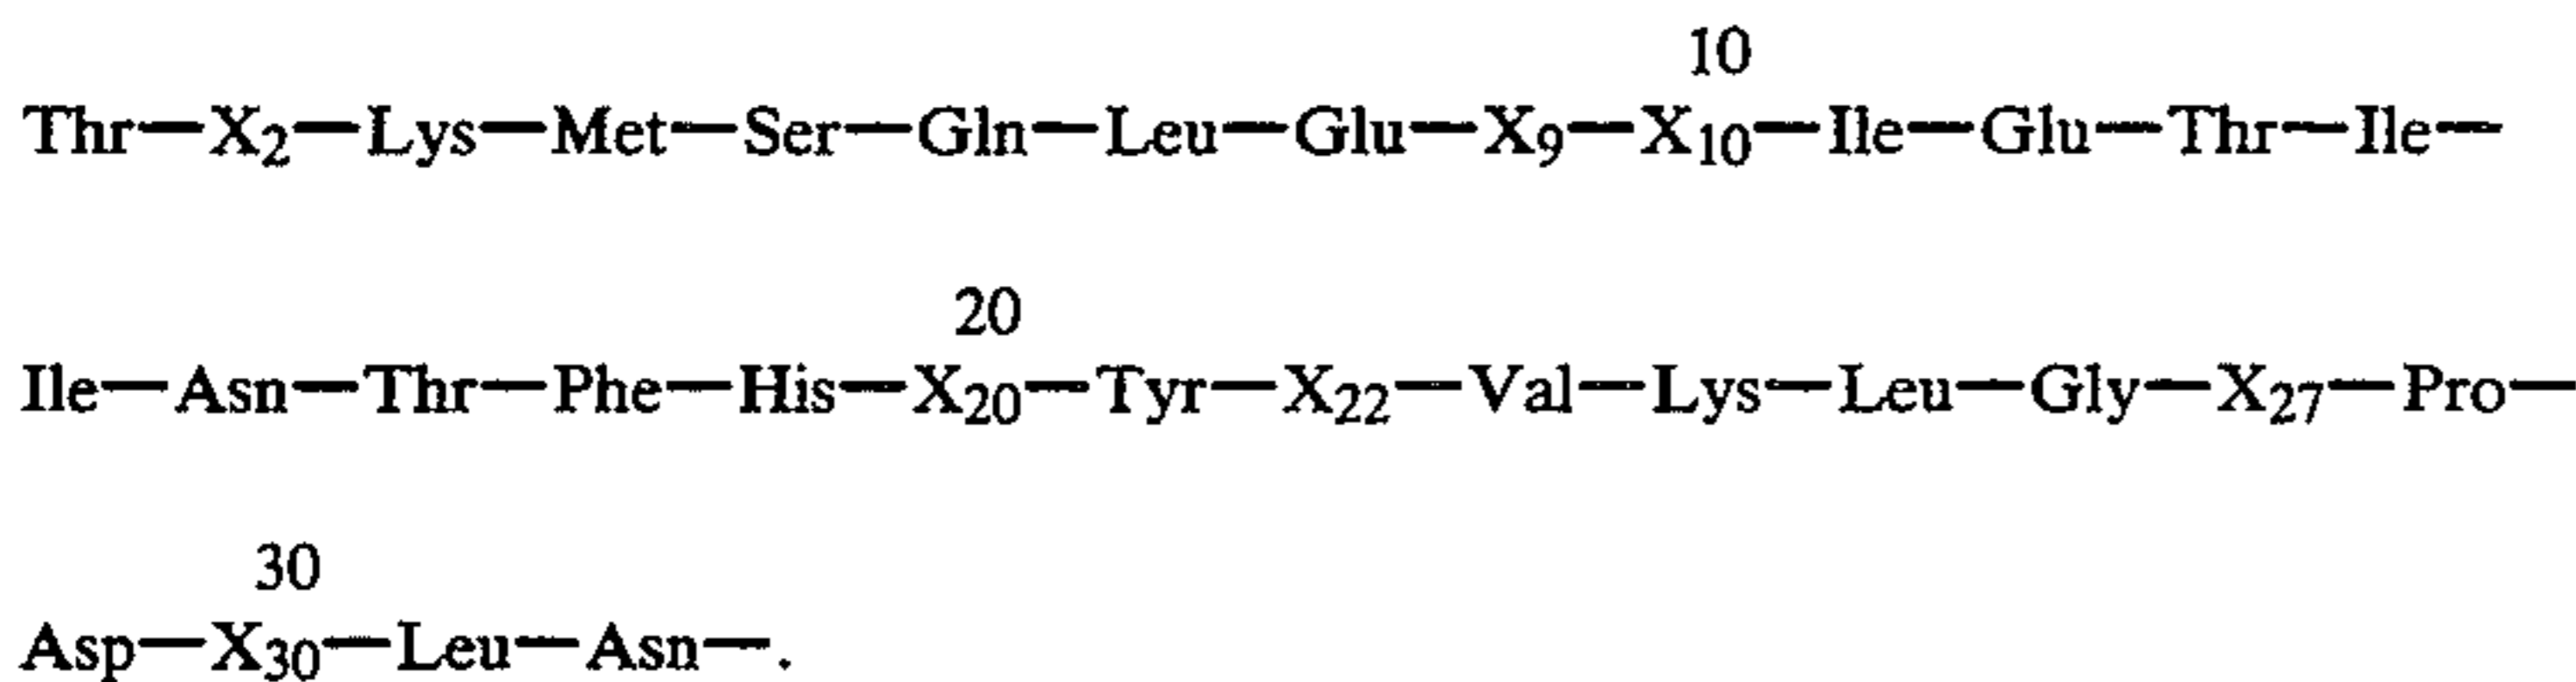 10
Thr—X₂—Lys—Met—Ser—Gln—Leu—Glu—X₉—X₁₀—Ile—Glu—Thr—Ile—
20
Ile—Asn—Thr—Phe—His—X₂₀—Tyr—X₂₂—Val—Lys—Leu—Gly—X₂₇—Pro—
30
Asp—X₃₀—Leu—Asn—.